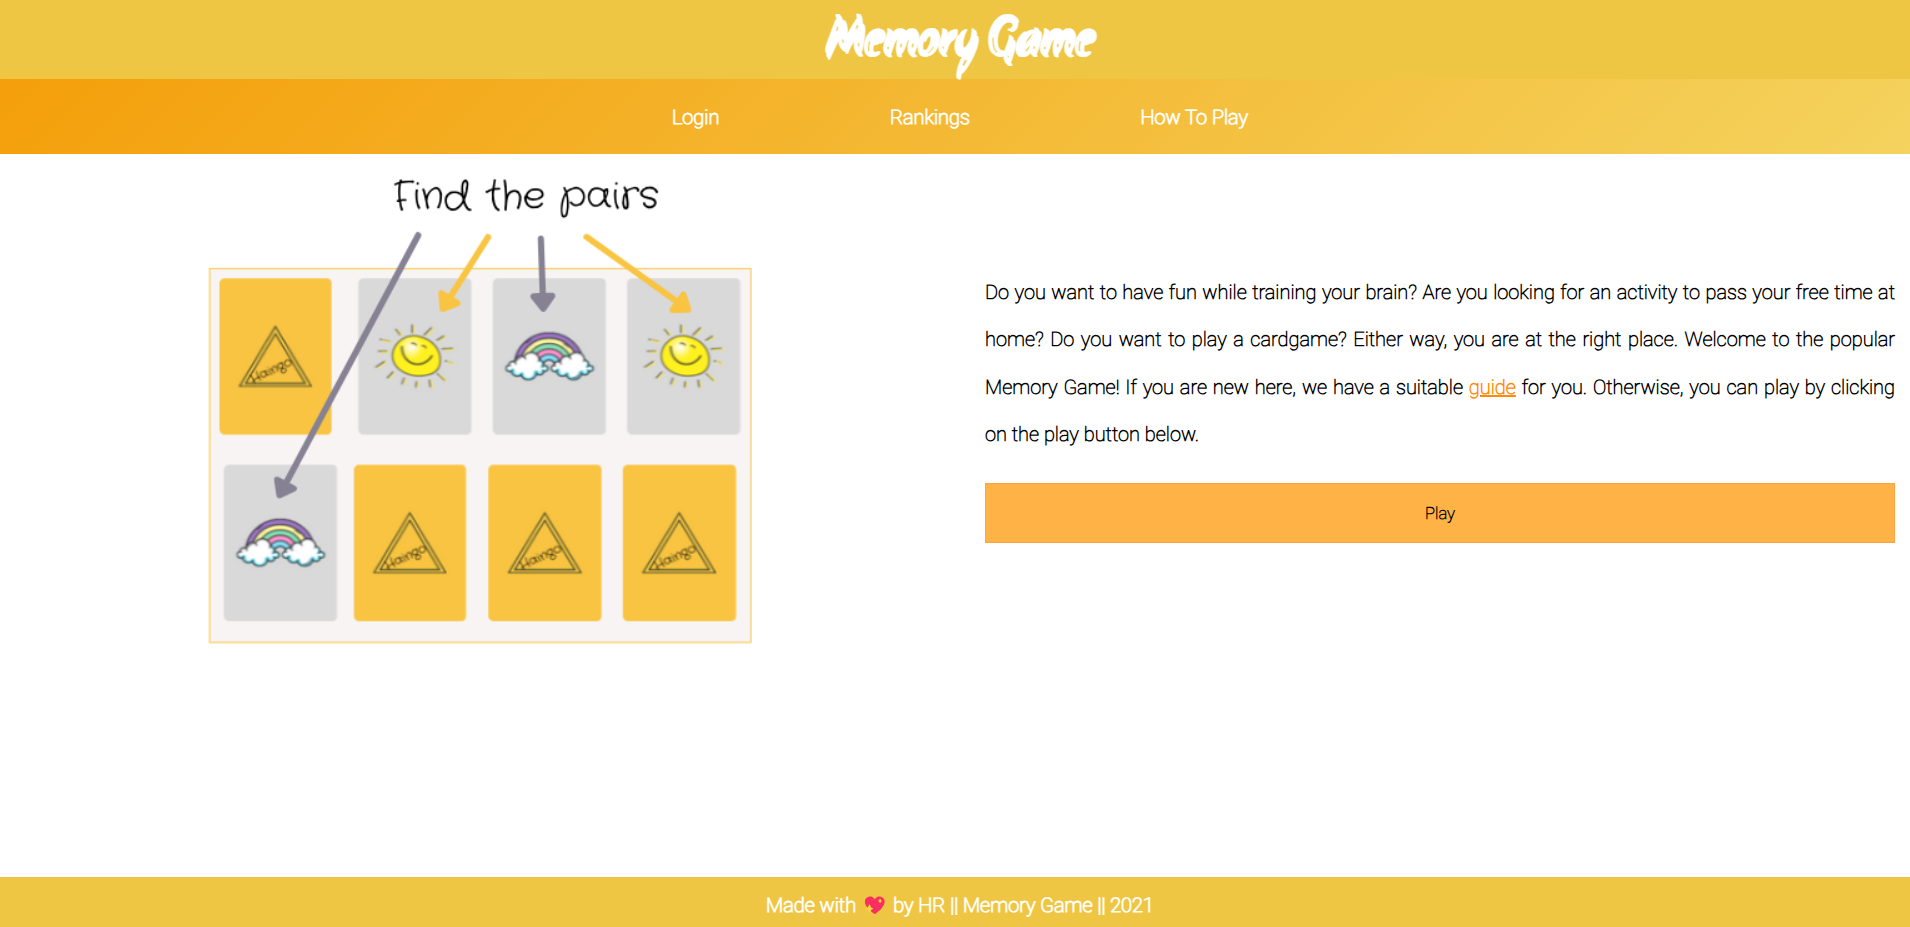 Memory Game
Login
Rankings
How To Play
Find the pairs
Haingo
Haingo
Haingo
Haingo
Do you want to have fun while training your brain? Are you looking for an activity to pass your free time at
home? Do you want to play a cardgame? Either way, you are at the right place. Welcome to the popular
Memory Game! If you are new here, we have a suitable guide for you. Otherwise, you can play by clicking
on the play button below.
Play
Made with 💖 by HR || Memory Game || 2021